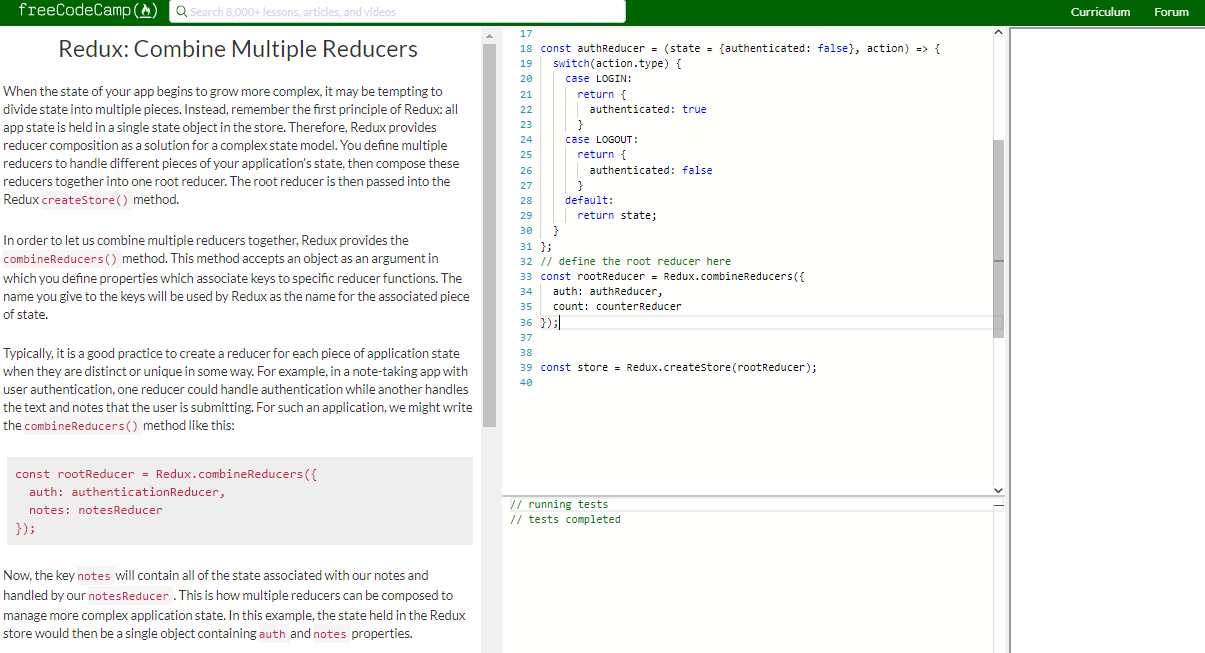 freeCodeCamp
Search 8,000+ lessons, articles, and videos
Curriculum
Forum
Redux: Combine Multiple Reducers
When the state of your app begins to grow more complex, it may be tempting to
divide state into multiple pieces. Instead, remember the first principle of Redux: all
app state is held in a single state object in the store. Therefore, Redux provides
reducer composition as a solution for a complex state model. You define multiple
reducers to handle different pieces of your application's state, then compose these
reducers together into one root reducer. The root reducer is then passed into the
Redux createStore() method.
In order to let us combine multiple reducers together, Redux provides the
combineReducers() method. This method accepts an object as an argument in
which you define properties which associate keys to specific reducer functions. The
name you give to the keys will be used by Redux as the name for the associated piece
of state.
Typically, it is a good practice to create a reducer for each piece of application state
when they are distinct or unique in some way. For example, in a note-taking app with
user authentication, one reducer could handle authentication while another handles
the text and notes that the user is submitting. For such an application, we might write
the combineReducers() method like this:
const rootReducer = Redux.combineReducers({
auth: authenticationReducer,
notes: notesReducer
});
Now, the key notes will contain all of the state associated with our notes and
handled by our notesReducer . This is how multiple reducers can be composed to
manage more complex application state. In this example, the state held in the Redux
store would then be a single object containing auth and notes properties.
17
18 const authReducer = (state = {authenticated: false}, action) => {
19 switch(action.type) {
20 case LOGIN:
21 return {
22 authenticated: true
23 }
24 case LOGOUT:
25 return {
26 authenticated: false
27 }
28 default:
29 return state;
30 }
31 };
32 // define the root reducer here
33 const rootReducer = Redux.combineReducers({
34 auth: authReducer,
35 count: counterReducer
36 });
37
38
39 const store = Redux.createStore(rootReducer);
40
// running tests
// tests completed